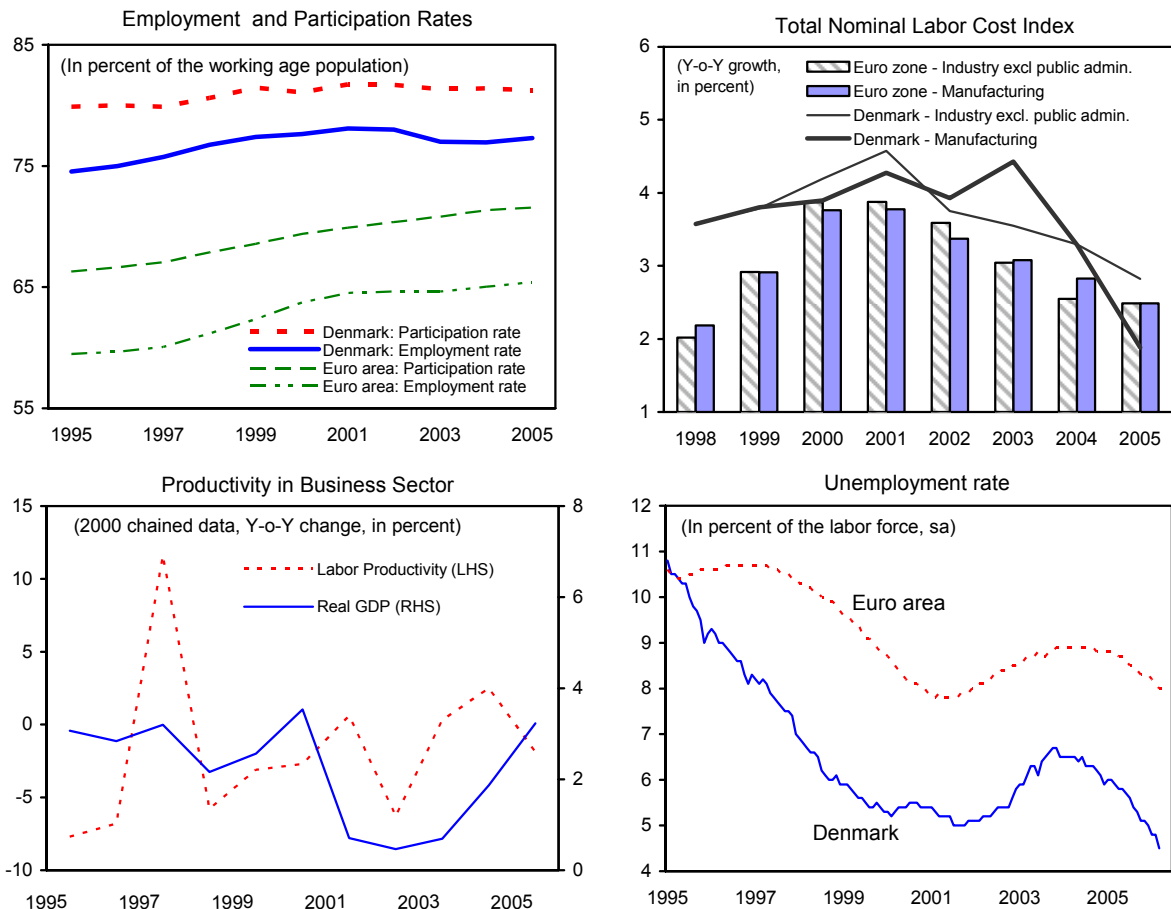 Employment and Participation Rates
(In percent of the working age population)
85
75
65
55
Denmark: Participation rate
Denmark: Employment rate
Euro area: Participation rate
Euro area: Employment rate
1995 1997 1999 2001 2003 2005
Total Nominal Labor Cost Index
(Y-o-Y growth,
in percent)
Euro zone - Industry excl public admin.
Euro zone - Manufacturing
Denmark - Industry excl. public admin.
Denmark - Manufacturing
6
5
4
3
2
1
1998 1999 2000 2001 2002 2003 2004 2005
Productivity in Business Sector
(2000 chained data, Y-o-Y change, in percent)
Labor Productivity (LHS)
Real GDP (RHS)
15
10
5
0
-5
-10
8
6
4
2
0
1995 1997 1999 2001 2003 2005
Unemployment rate
(In percent of the labor force, sa)
Euro area
Denmark
12
11
10
9
8
7
6
5
4
1995 1997 1999 2001 2003 2005